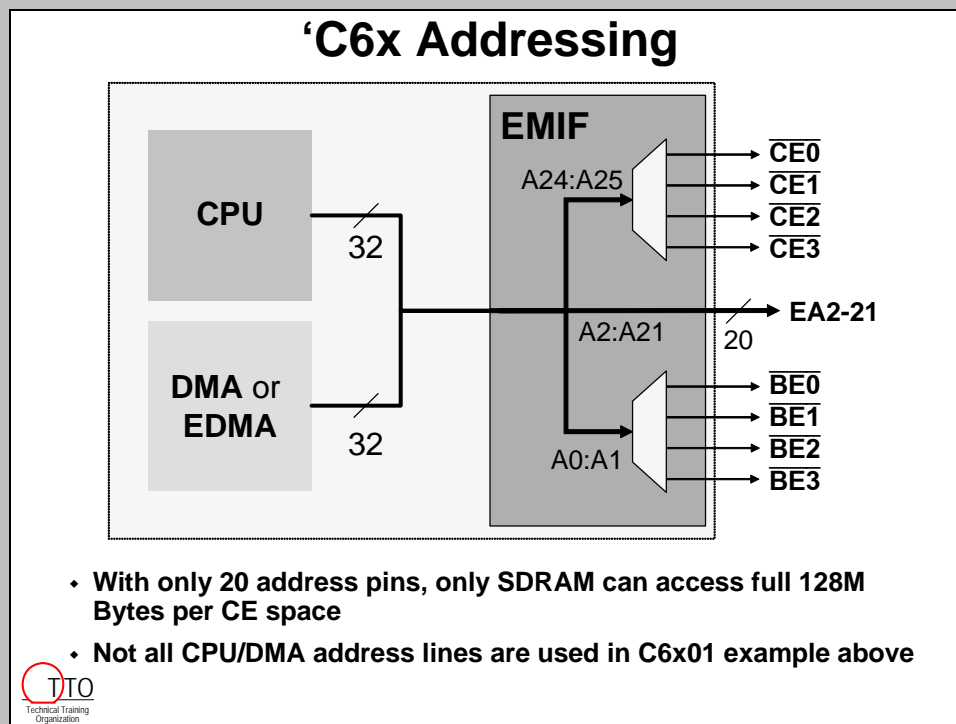 ‘C6x Addressing
EMIF
CPU
32
DMA or
EDMA
32
A24:A25
A2:A21
A0:A1
CE0
CE1
CE2
CE3
20
EA2-21
BE0
BE1
BE2
BE3
With only 20 address pins, only SDRAM can access full 128M
Bytes per CE space
Not all CPU/DMA address lines are used in C6x01 example above
TTO
Technical Training
Organization